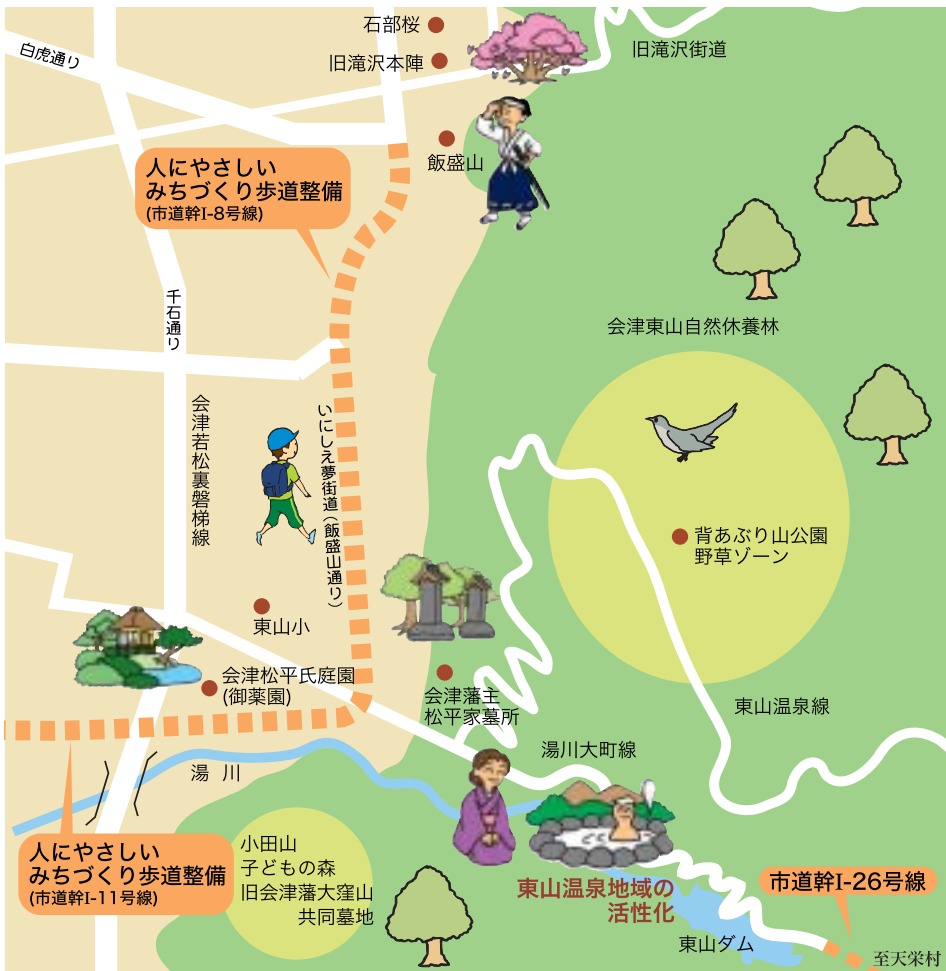 石部桜
旧滝沢本陣
旧滝沢街道
白虎通り
飯盛山
人にやさしい
みちづくり歩道整備
(市道幹I-8号線)
千石通り
会津東山自然休養林
会津若松裏磐梯線
いにしえ夢街道(飯盛山通り)
背あぶり山公園
野草ゾーン
東山小
会津松平氏庭園
(御薬園)
会津藩主
松平家墓所
東山温泉線
湯川大町線
湯川
人にやさしい
みちづくり歩道整備
(市道幹I-11号線)
小田山
子どもの森
旧会津藩大窪山
共同墓地
東山温泉地域の
活性化
市道幹I-26号線
東山ダム
至天栄村